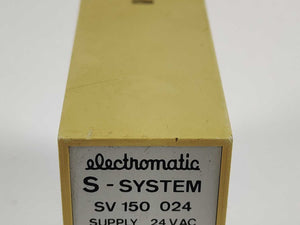 electromatic
S - SYSTEM
SV 150 024
SUPPLY 24 VAC